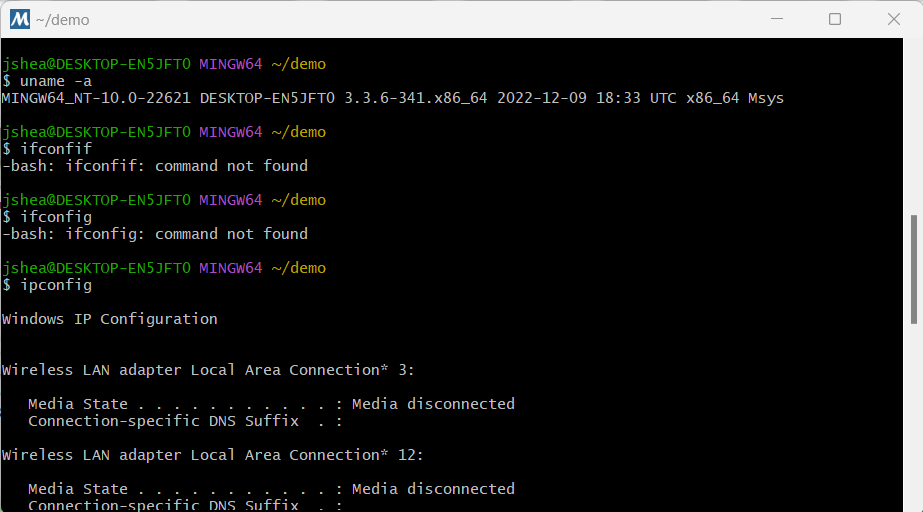 M ~/demo
jshea@DESKTOP-EN5JFT0 MINGW64 ~/demo
$ uname -a
MINGW64_NT-10.0-22621 DESKTOP-EN5JFT0 3.3.6-341.x86_64 2022-12-09 18:33 UTC x86_64 Msys
jshea@DESKTOP-EN5JFT0 MINGW64 ~/demo
$ ifconfif
-bash: ifconfif: command not found
jshea@DESKTOP-EN5JFT0 MINGW64 ~/demo
$ ifconfig
-bash: ifconfig: command not found
jshea@DESKTOP-EN5JFT0 MINGW64 ~/demo
$ ipconfig
Windows IP Configuration
Wireless LAN adapter Local Area Connection* 3:
Media State . . . . . . . . . . . : Media disconnected
Connection-specific DNS Suffix  . :
Wireless LAN adapter Local Area Connection* 12:
Media State . . . . . . . . . . . : Media disconnected
Connection-specific DNS Suffix  . :